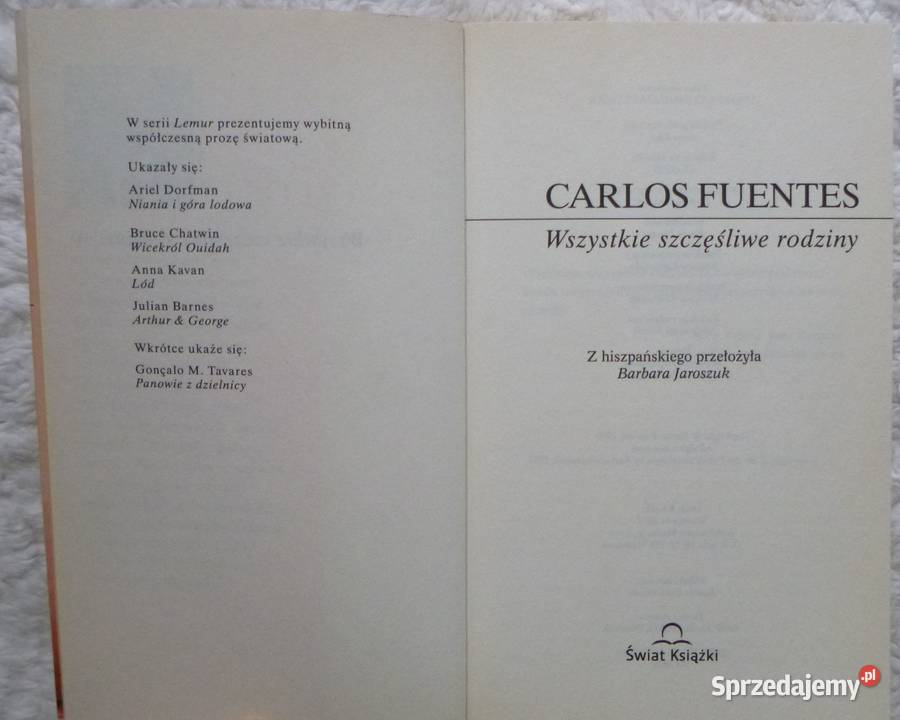 W serii Lemur prezentujemy wybitną
współczesną prozę światową.
Ukazały się:
Ariel Dorfman
Niania i góra lodowa
Bruce Chatwin
Wicekról Ouidah
Anna Kavan
Lód
Julian Barnes
Arthur & George
Wkrótce ukaże się:
Gonçalo M. Tavares
Panowie z dzielnicy
CARLOS FUENTES
Wszystkie szczęśliwe rodziny
Z hiszpańskiego przełożyła
Barbara Jaroszuk
Świat Książki
Sprzedajemy.pl